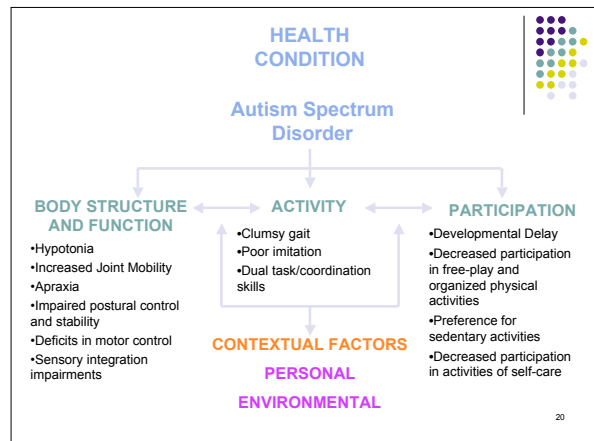 HEALTH
CONDITION
Autism Spectrum
Disorder
BODY STRUCTURE
AND FUNCTION
•Hypotonia
•Increased Joint Mobility
•Apraxia
•Impaired postural control
and stability
•Deficits in motor control
•Sensory integration
impairments
ACTIVITY
•Clumsy gait
•Poor imitation
•Dual task/coordination
skills
PARTICIPATION
•Developmental Delay
•Decreased participation
in free-play and
organized physical
activities
•Preference for
sedentary activities
•Decreased participation
in activities of self-care
CONTEXTUAL FACTORS
PERSONAL
ENVIRONMENTAL
20